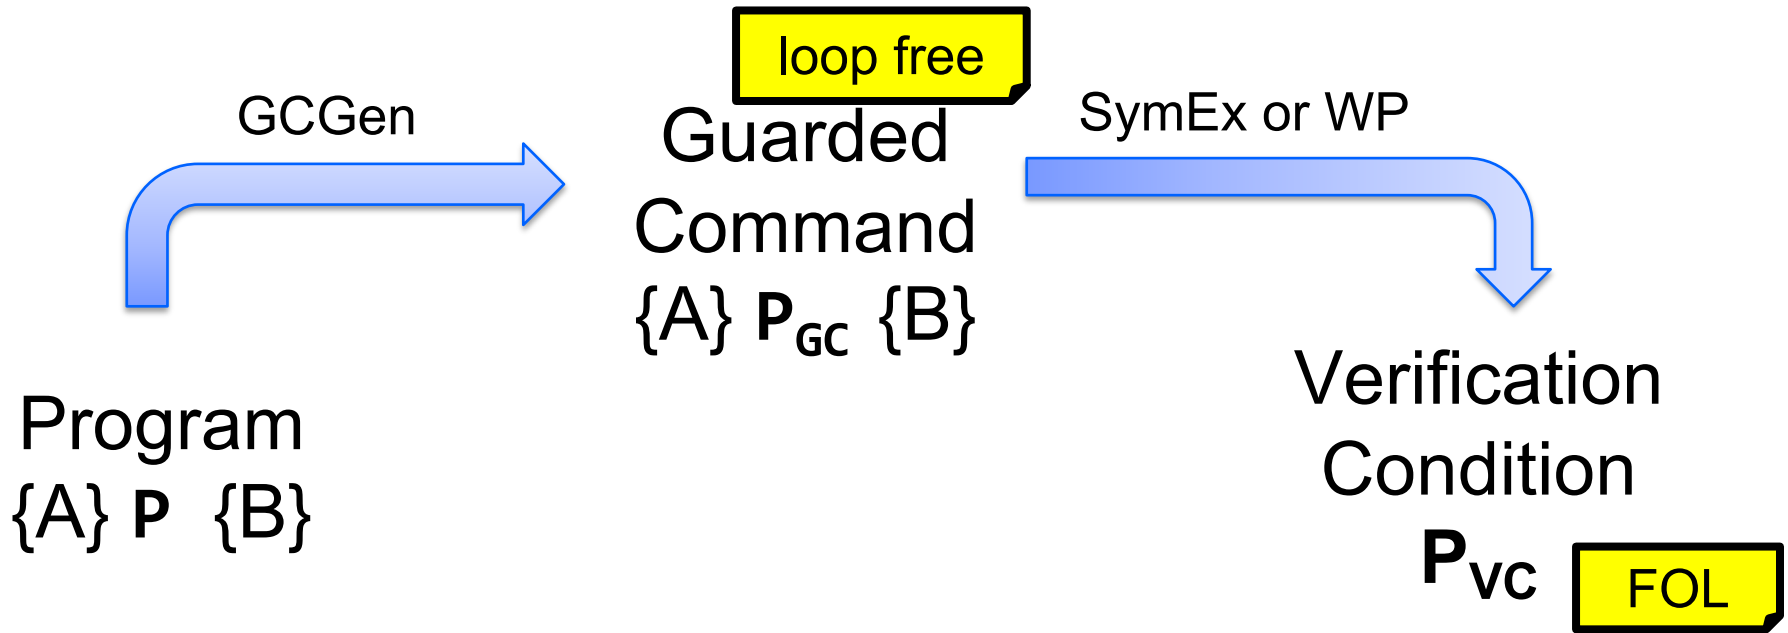 loop free
GCGen
SymEx or WP
Guarded
Command
{A} P_GC {B}
Program
{A} P {B}
Verification
Condition
P_VC
FOL